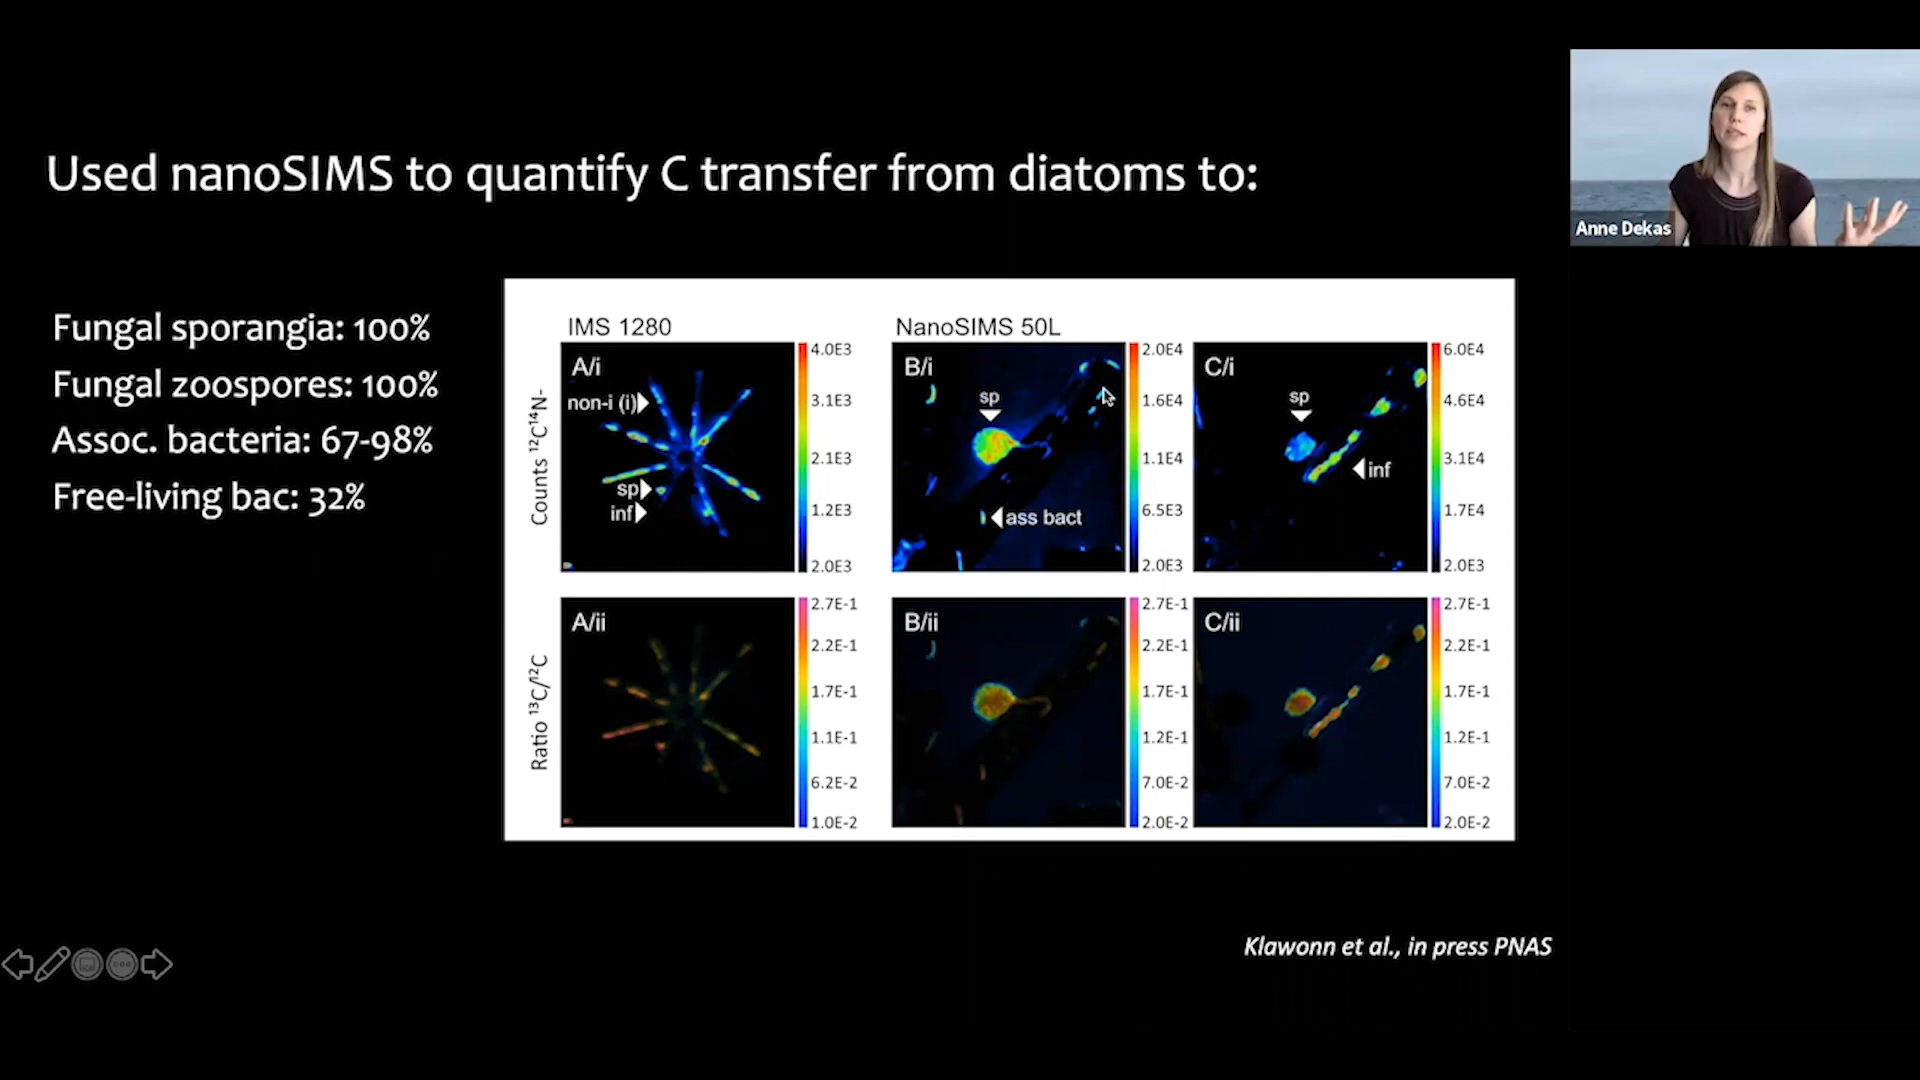 Used nanoSIMS to quantify C transfer from diatoms to:
Anne Dekas
Fungal sporangia: 100%
Fungal zoospores: 100%
Assoc. bacteria: 67-98%
Free-living bac: 32%
IMS 1280
NanoSIMS 50L
Counts ¹²C¹⁴N-
A/i
non-i (i)
sp
inf
4.0E3
3.1E3
2.1E3
1.2E3
2.0E3
B/i
sp
ass bact
2.0E4
1.6E4
1.1E4
6.5E3
2.0E3
C/i
sp
inf
6.0E4
4.6E4
3.1E4
1.7E4
2.0E3
Ratio ¹³C/¹²C
A/ii
2.7E-1
2.2E-1
1.7E-1
1.1E-1
6.2E-2
1.0E-2
B/ii
2.7E-1
2.2E-1
1.7E-1
1.2E-1
7.0E-2
2.0E-2
C/ii
2.7E-1
2.2E-1
1.7E-1
1.2E-1
7.0E-2
2.0E-2
Klawonn et al., in press PNAS